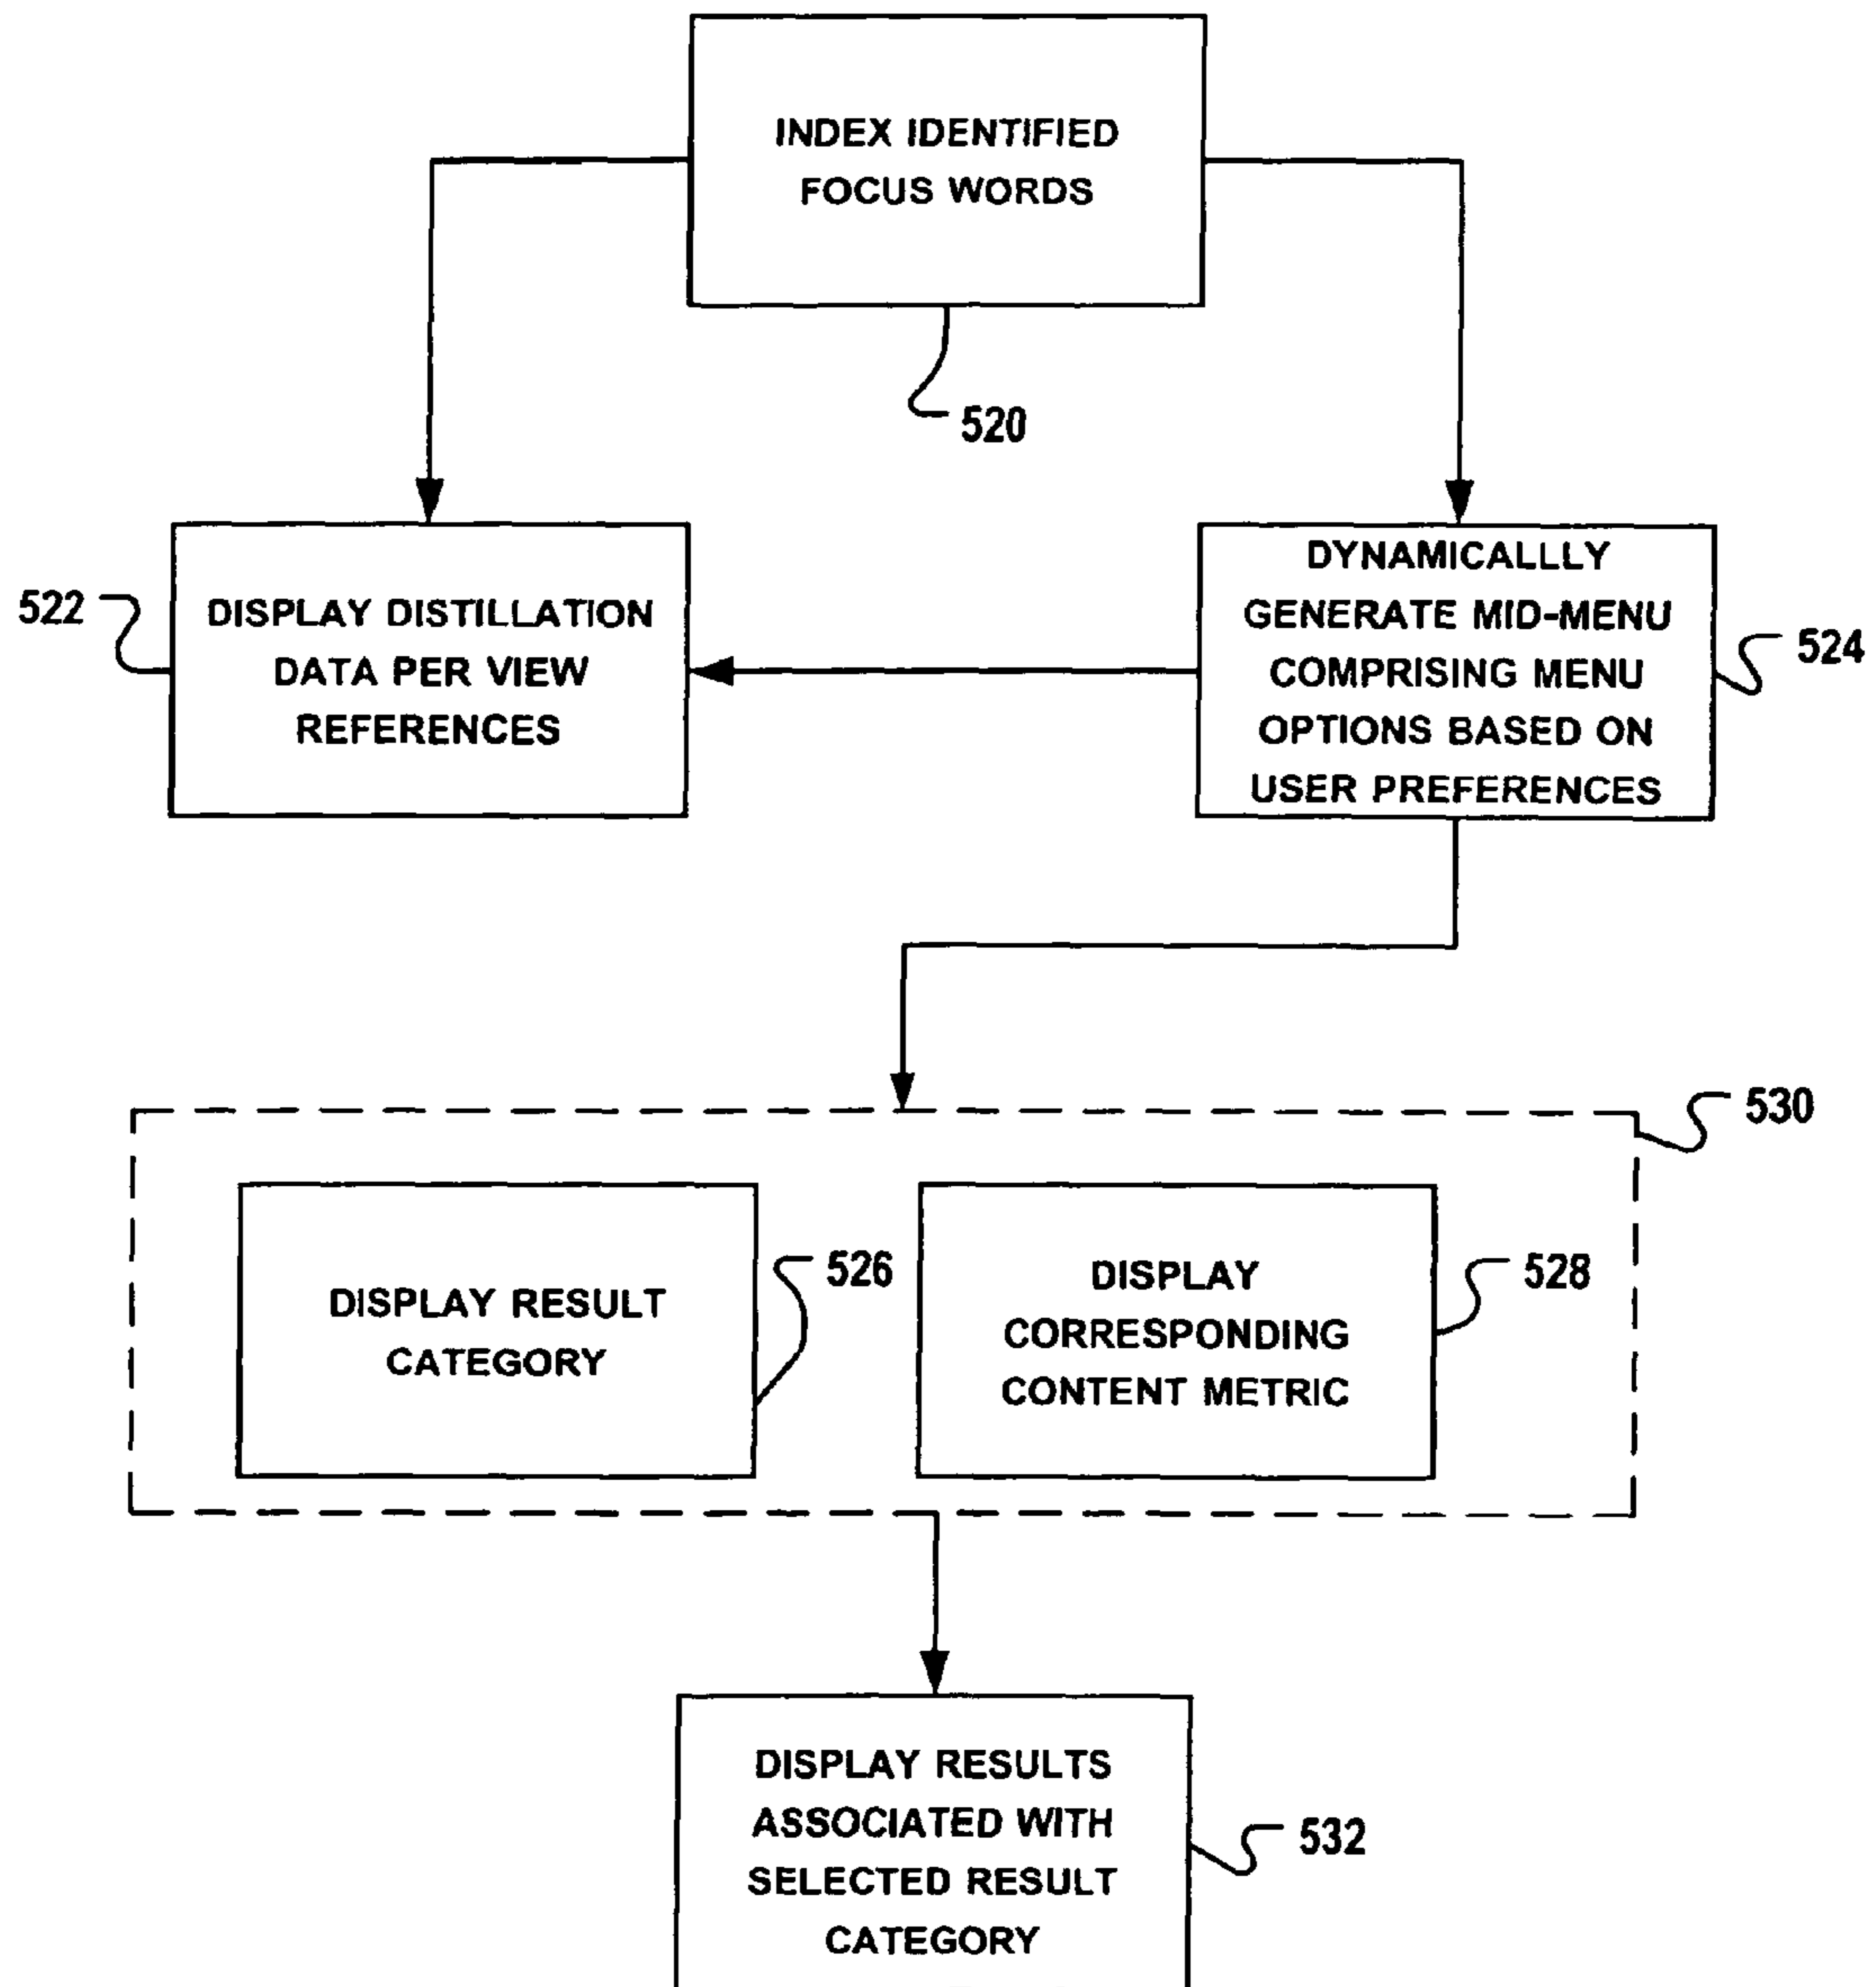 INDEX IDENTIFIED
FOCUS WORDS
520
522
DISPLAY DISTILLATION
DATA PER VIEW
REFERENCES
DYNAMICALLLY
GENERATE MID-MENU
COMPRISING MENU
OPTIONS BASED ON
USER PREFERENCES
524
530
DISPLAY RESULT
CATEGORY
526
DISPLAY
CORRESPONDING
CONTENT METRIC
528
DISPLAY RESULTS
ASSOCIATED WITH
SELECTED RESULT
CATEGORY
532